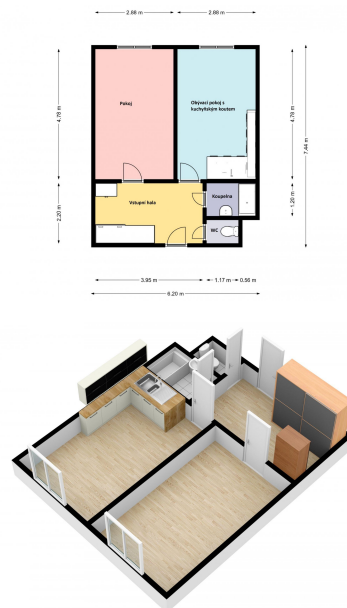 2.88 m
2.88 m
Pokoj
Obývací pokoj s
kuchyňským koutem
4.78 m
4.78 m
7.44 m
Koupelna
Vstupní hala
2.20 m
1.20 m
WC
3.95 m
1.17 m
0.56 m
6.20 m